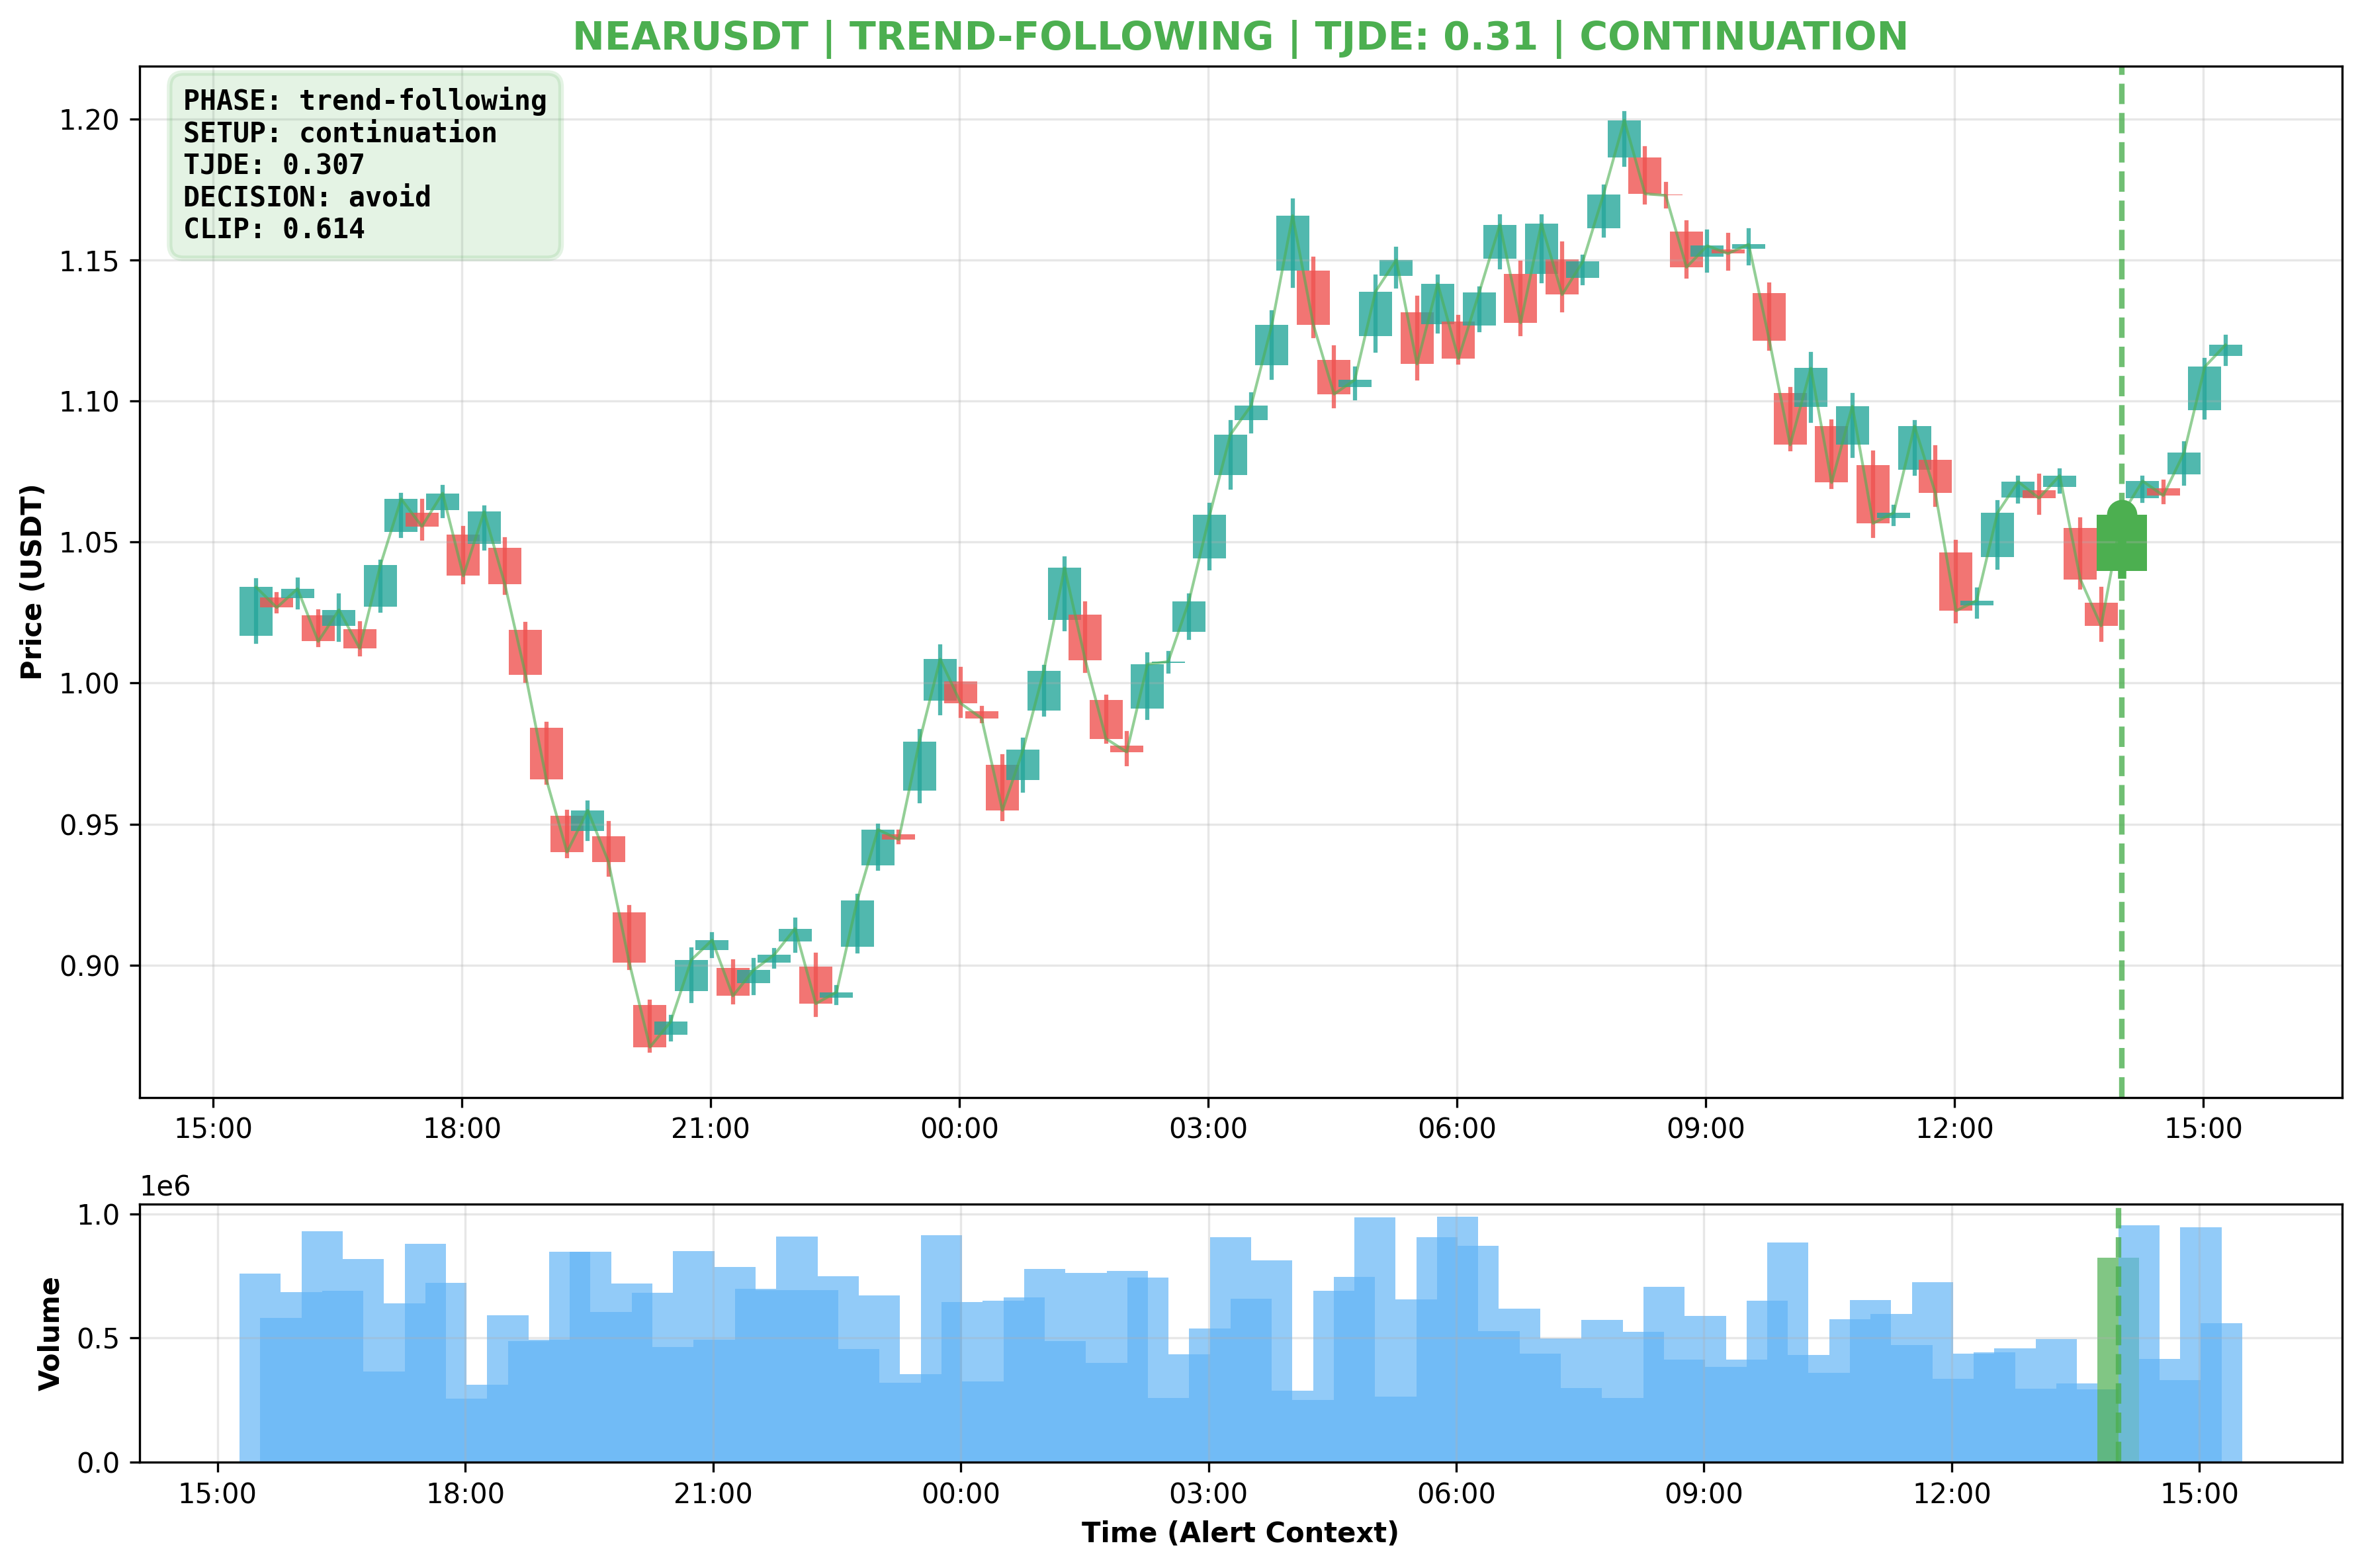 NEARUSDT | TREND-FOLLOWING | TJDE: 0.31 | CONTINUATION
PHASE: trend-following
SETUP: continuation
TJDE: 0.307
DECISION: avoid
CLIP: 0.614
Price (USDT)
1.20
1.15
1.10
1.05
1.00
0.95
0.90
15:00 18:00 21:00 00:00 03:00 06:00 09:00 12:00 15:00
1e6
Volume
1.0
0.5
0.0
15:00 18:00 21:00 00:00 03:00 06:00 09:00 12:00 15:00
Time (Alert Context)